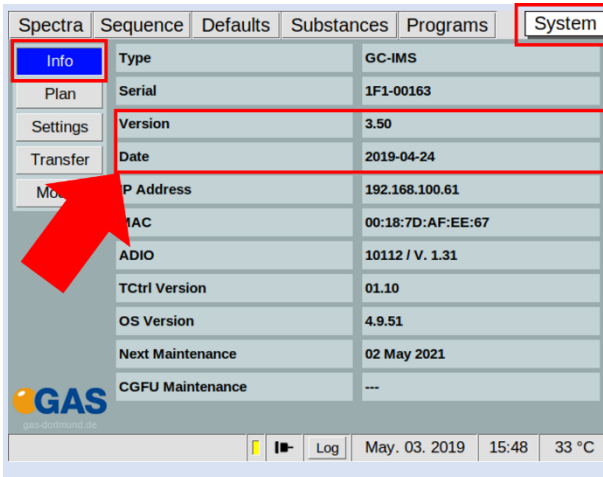 Spectra Sequence Defaults Substances Programs System
Info
Plan
Settings
Transfer
Type GC-IMS
Serial 1F1-00163
Version 3.50
Date 2019-04-24
IP Address 192.168.100.61
MAC 00:18:7D:AF:EE:67
ADIO 10112 / V. 1.31
TCtrl Version 01.10
OS Version 4.9.51
Next Maintenance 02 May 2021
CGFU Maintenance ---
GAS
gas-dortmund.de
Log May. 03. 2019 15:48 33 °C